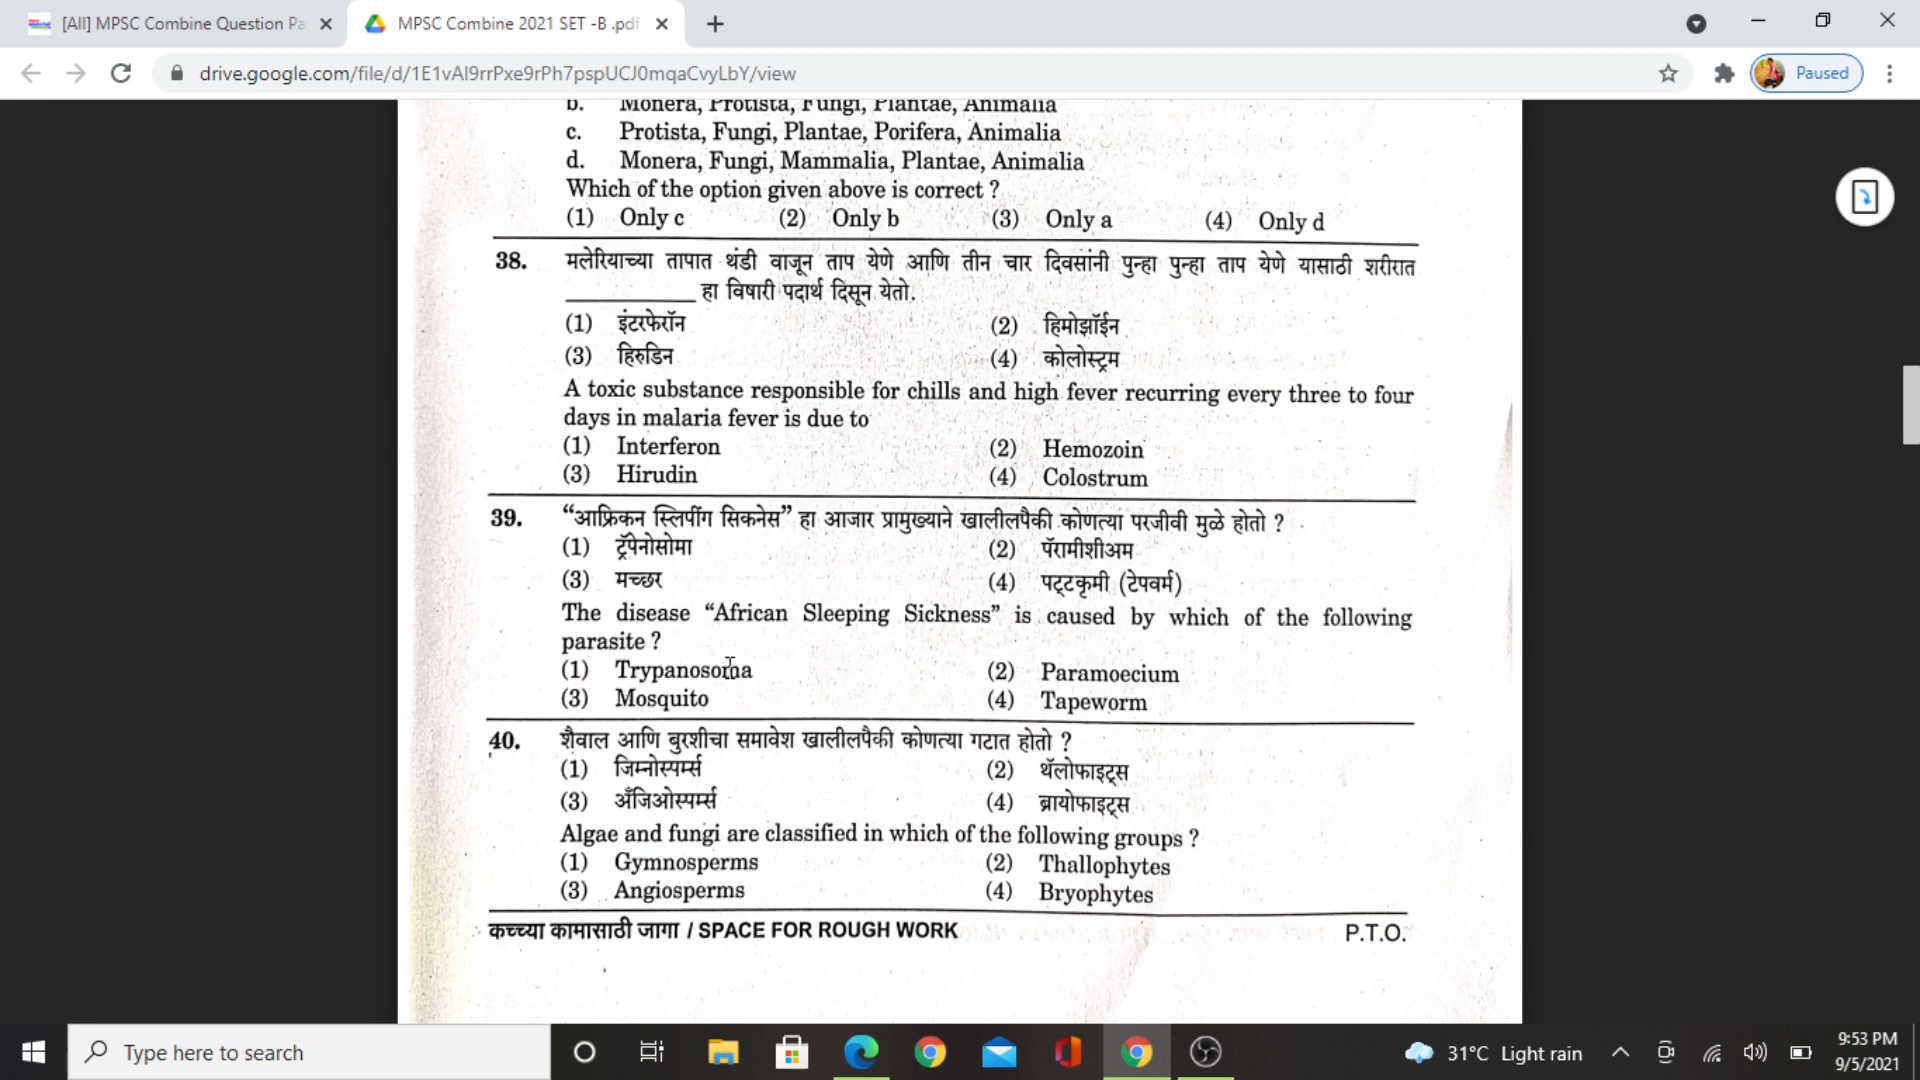 [All] MPSC Combine Question Pa
MPSC Combine 2021 SET -B .pdf
drive.google.com/file/d/1E1vAl9rrPxe9rPh7pspUCJ0mqaCvyLbY/view
Paused
b. Monera, Protista, Fungi, Plantae, Animalia
c. Protista, Fungi, Plantae, Porifera, Animalia
d. Monera, Fungi, Mammalia, Plantae, Animalia
Which of the option given above is correct ?
(1) Only c (2) Only b (3) Only a (4) Only d
38. मलेरियाच्या तापात थंडी वाजून ताप येणे आणि तीन चार दिवसांनी पुन्हा पुन्हा ताप येणे यासाठी शरीरात
____________ हा विषारी पदार्थ दिसून येतो.
(1) इंटरफेरॉन (2) हिमोझॉईन
(3) हिरुडिन (4) कोलोस्ट्रम
A toxic substance responsible for chills and high fever recurring every three to four
days in malaria fever is due to
(1) Interferon (2) Hemozoin
(3) Hirudin (4) Colostrum
39. “आफ्रिकन स्लिपींग सिकनेस” हा आजार प्रामुख्याने खालीलपैकी कोणत्या परजीवी मुळे होतो ?
(1) ट्रॅपेनोसोमा (2) पॅरामीशीअम
(3) मच्छर (4) पट्टकृमी (टेपवर्म)
The disease “African Sleeping Sickness” is caused by which of the following
parasite ?
(1) Trypanosoma (2) Paramoecium
(3) Mosquito (4) Tapeworm
40. शैवाल आणि बुरशीचा समावेश खालीलपैकी कोणत्या गटात होतो ?
(1) जिम्नोस्पर्म्स (2) थॅलोफाइट्स
(3) अँजिओस्पर्म्स (4) ब्रायोफाइट्स
Algae and fungi are classified in which of the following groups ?
(1) Gymnosperms (2) Thallophytes
(3) Angiosperms (4) Bryophytes
कच्च्या कामासाठी जागा / SPACE FOR ROUGH WORK P.T.O.
Type here to search
31°C Light rain
9:53 PM
9/5/2021